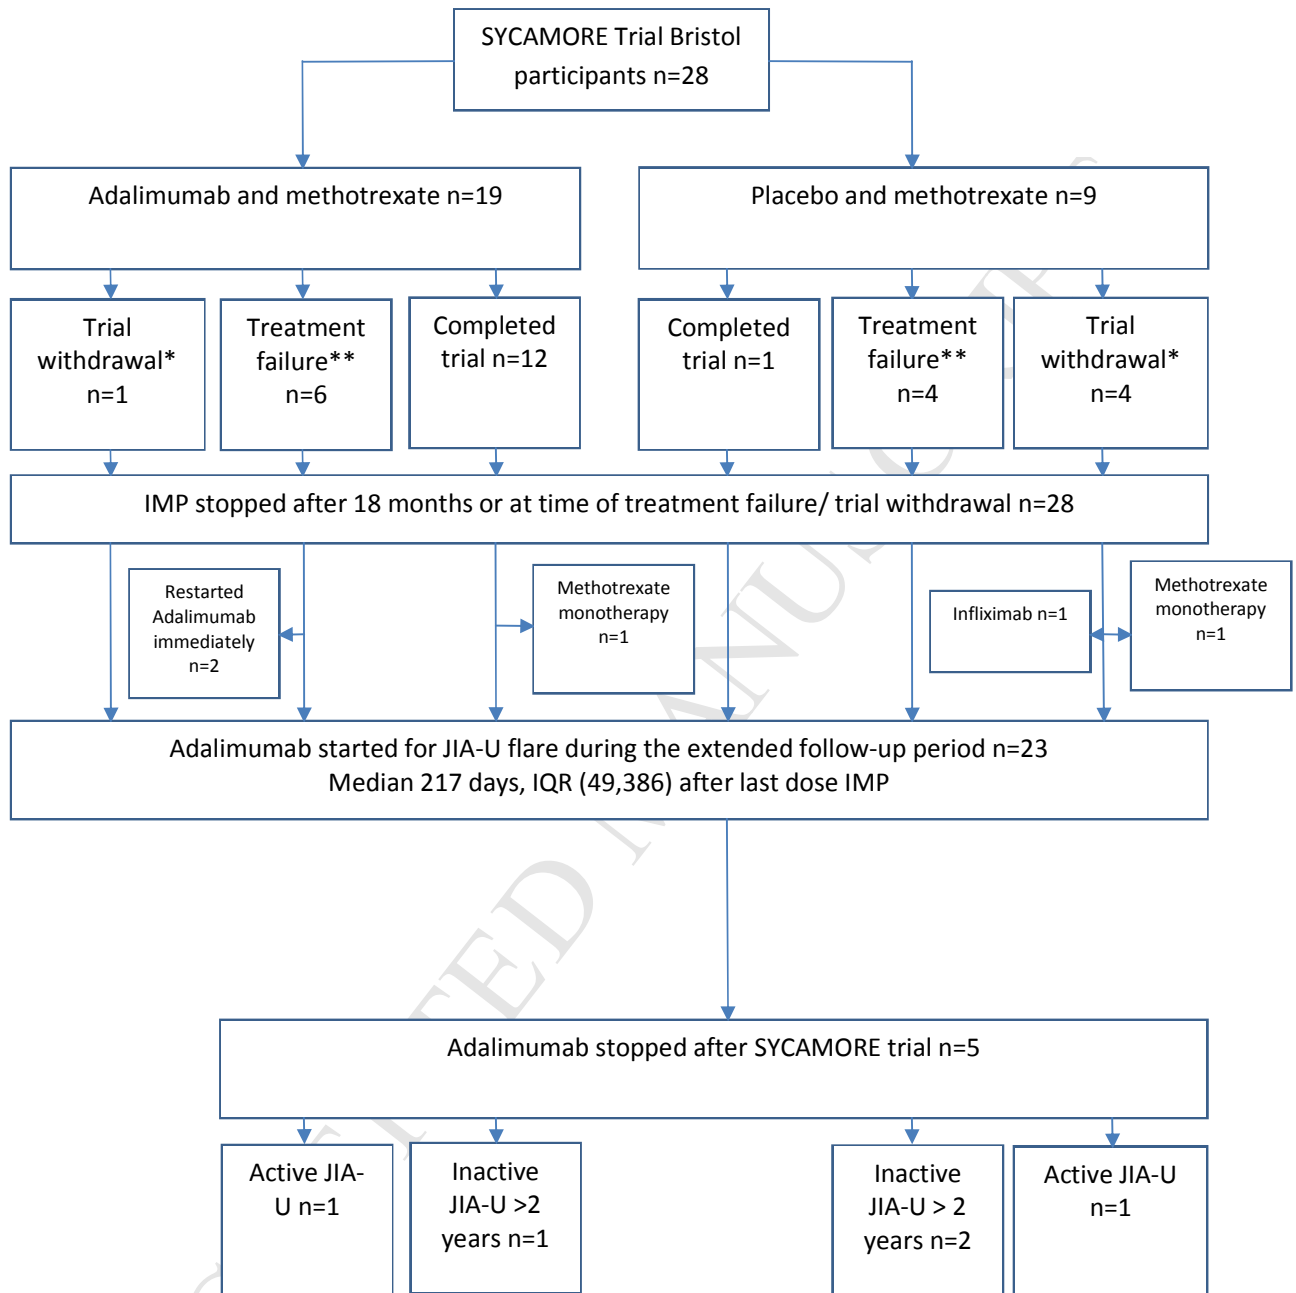 SYCAMORE Trial Bristol
participants n=28
Adalimumab and methotrexate n=19
Placebo and methotrexate n=9
Trial
withdrawal*
n=1
Treatment
failure**
n=6
Completed
trial n=12
Completed
trial n=1
Treatment
failure**
n=4
Trial
withdrawal*
n=4
IMP stopped after 18 months or at time of treatment failure/ trial withdrawal n=28
Restarted
Adalimumab
immediately
n=2
Methotrexate
monotherapy
n=1
Infliximab n=1
Methotrexate
monotherapy
n=1
Adalimumab started for JIA-U flare during the extended follow-up period n=23
Median 217 days, IQR (49,386) after last dose IMP
Adalimumab stopped after SYCAMORE trial n=5
Active JIA-
U n=1
Inactive
JIA-U >2
years n=1
Inactive
JIA-U > 2
years n=2
Active JIA-U
n=1